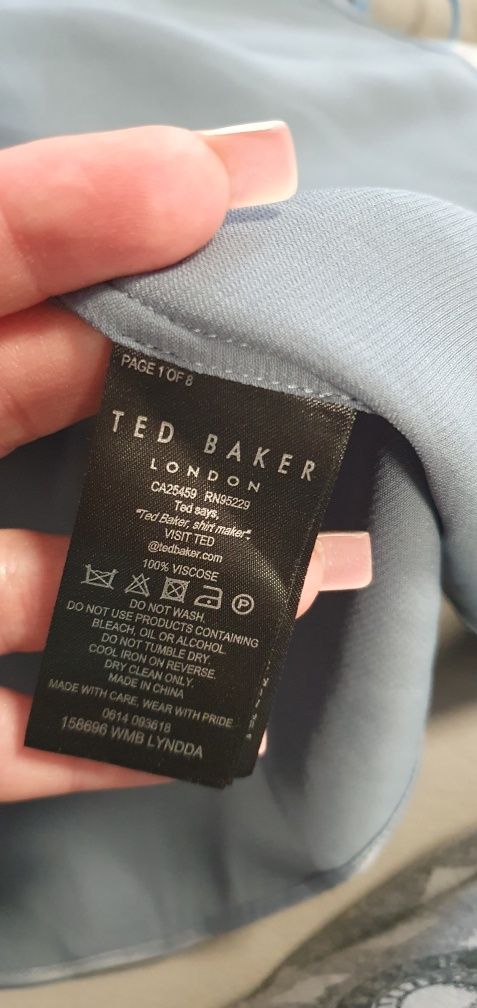 PAGE 1 OF 8
TED BAKER
LONDON
CA25459 RN95229
Ted says,
"Ted Baker, shirt maker".
VISIT TED
@tedbaker.com
100% VISCOSE
P
DO NOT WASH.
DO NOT USE PRODUCTS CONTAINING
BLEACH, OIL OR ALCOHOL.
DO NOT TUMBLE DRY.
COOL IRON ON REVERSE.
DRY CLEAN ONLY.
MADE IN CHINA
MADE WITH CARE, WEAR WITH PRIDE
0614 093618
158696 WMB LYNDDA